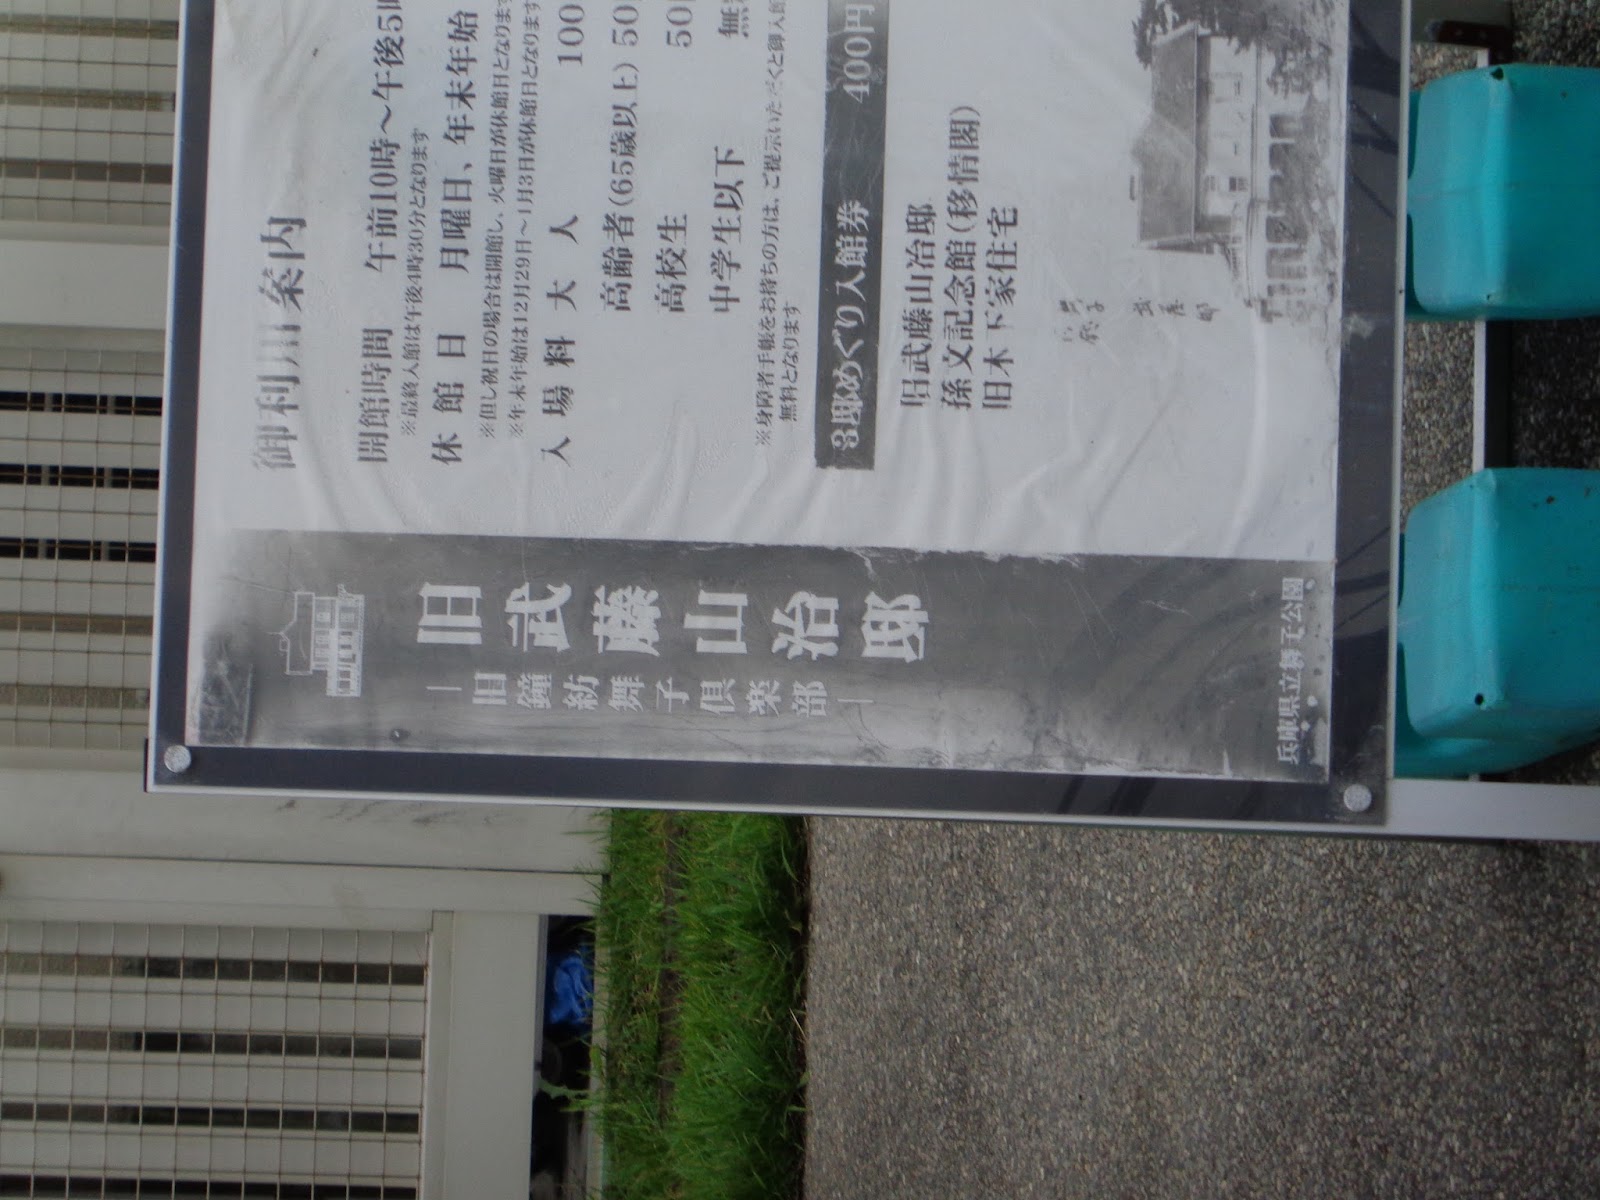 旧武藤山治邸
―旧鐘紡舞子倶楽部―
兵庫県立舞子公園
御利用案内
開館時間 午前10時～午後5時
※最終入館は午後4時30分となります
休館日 月曜日、年末年始
※但し祝日の場合は開館し、火曜日が休館日となります
※年末年始は12月29日～1月3日が休館日となります
入場料 大人 100
高齢者(65歳以上) 50
高校生 50
中学生以下 無
※身障者手帳をお持ちの方は、ご提示いただくと御入館
無料となります
3邸めぐり入館券 400円
旧武藤山治邸
孫文記念館(移情閣)
旧木下家住宅